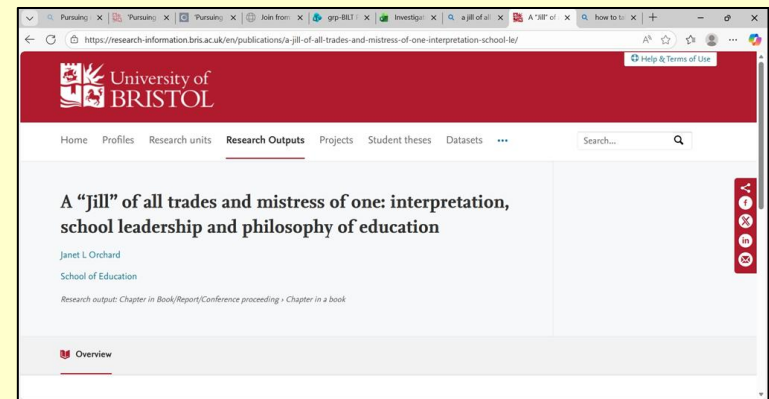 Pursuing
'Pursuing
'Pursuing
Join from
grp-BILT
Investigat
a jill of all
A "Jill" of
how to ta
https://research-information.bris.ac.uk/en/publications/a-jill-of-all-trades-and-mistress-of-one-interpretation-school-le/
Help & Terms of Use
University of
BRISTOL
Home Profiles Research units Research Outputs Projects Student theses Datasets ••• Search...
A “Jill” of all trades and mistress of one: interpretation,
school leadership and philosophy of education
Janet L Orchard
School of Education
Research output: Chapter in Book/Report/Conference proceeding › Chapter in a book
Overview